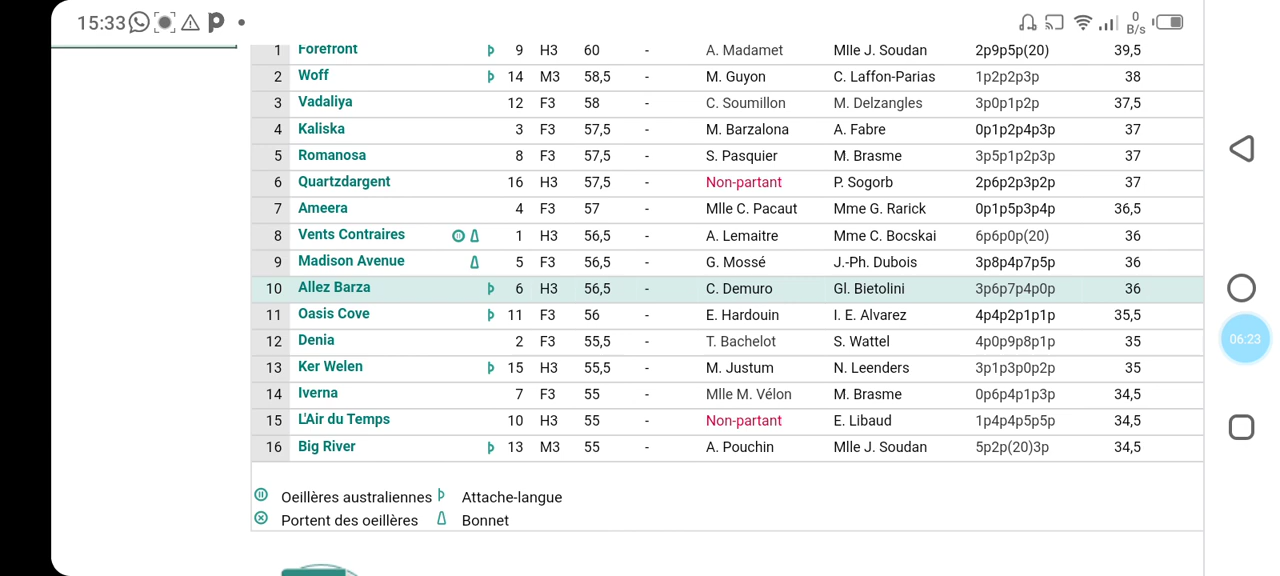 15:33 0 B/s
1 Forefront 9 H3 60 - A. Madamet Mlle J. Soudan 2p9p5p(20) 39,5
2 Woff 14 M3 58,5 - M. Guyon C. Laffon-Parias 1p2p2p3p 38
3 Vadaliya 12 F3 58 - C. Soumillon M. Delzangles 3p0p1p2p 37,5
4 Kaliska 3 F3 57,5 - M. Barzalona A. Fabre 0p1p2p4p3p 37
5 Romanosa 8 F3 57,5 - S. Pasquier M. Brasme 3p5p1p2p3p 37
6 Quartzdargent 16 H3 57,5 - Non-partant P. Sogorb 2p6p2p3p2p 37
7 Ameera 4 F3 57 - Mlle C. Pacaut Mme G. Rarick 0p1p5p3p4p 36,5
8 Vents Contraires 1 H3 56,5 - A. Lemaitre Mme C. Bocskai 6p6p0p(20) 36
9 Madison Avenue 5 F3 56,5 - G. Mossé J.-Ph. Dubois 3p8p4p7p5p 36
10 Allez Barza 6 H3 56,5 - C. Demuro Gl. Bietolini 3p6p7p4p0p 36
11 Oasis Cove 11 F3 56 - E. Hardouin I. E. Alvarez 4p4p2p1p1p 35,5
12 Denia 2 F3 55,5 - T. Bachelot S. Wattel 4p0p9p8p1p 35
13 Ker Welen 15 H3 55,5 - M. Justum N. Leenders 3p1p3p0p2p 35
14 Iverna 7 F3 55 - Mlle M. Vélon M. Brasme 0p6p4p1p3p 34,5
15 L'Air du Temps 10 H3 55 - Non-partant E. Libaud 1p4p4p5p5p 34,5
16 Big River 13 M3 55 - A. Pouchin Mlle J. Soudan 5p2p(20)3p 34,5
Oeillères australiennes Attache-langue
Portent des oeillères Bonnet
06:23